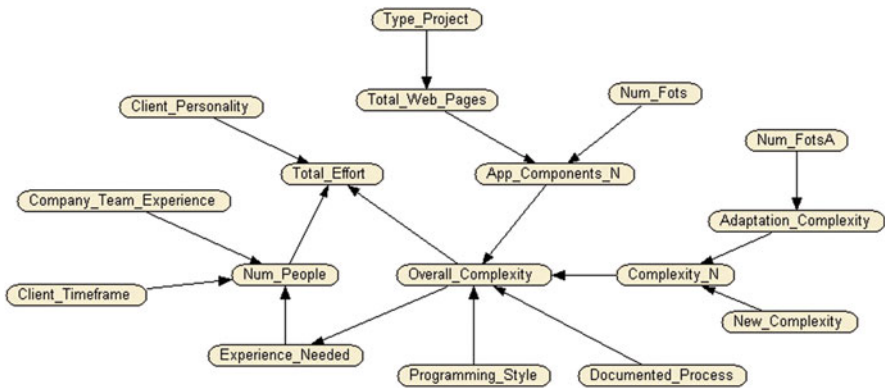 Type_Project
Client_Personality
Total_Web_Pages
Num_Fots
Num_FotsA
Total_Effort
App_Components_N
Company_Team_Experience
Adaptation_Complexity
Num_People
Overall_Complexity
Complexity_N
Client_Timeframe
New_Complexity
Experience_Needed
Programming_Style
Documented_Process